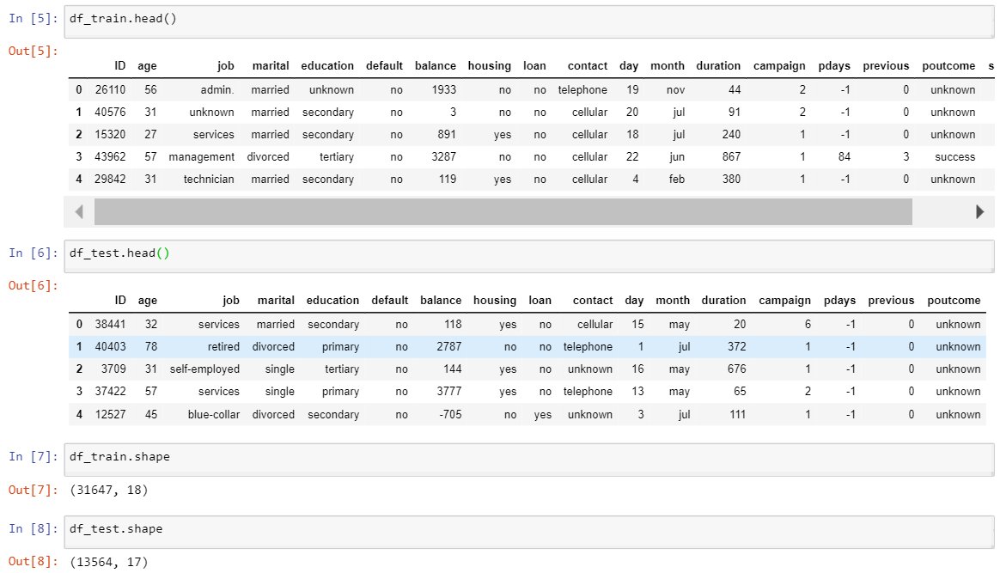 In [5]: df_train.head()
Out[5]:
ID age job marital education default balance housing loan contact day month duration campaign pdays previous poutcome s
0 26110 56 admin. married unknown no 1933 no no telephone 19 nov 44 2 -1 0 unknown
1 40576 31 unknown married secondary no 3 no no cellular 20 jul 91 2 -1 0 unknown
2 15320 27 services married secondary no 891 yes no cellular 18 jul 240 1 -1 0 unknown
3 43962 57 management divorced tertiary no 3287 no no cellular 22 jun 867 1 84 3 success
4 29842 31 technician married secondary no 119 yes no cellular 4 feb 380 1 -1 0 unknown
In [6]: df_test.head()
Out[6]:
ID age job marital education default balance housing loan contact day month duration campaign pdays previous poutcome
0 38441 32 services married secondary no 118 yes no cellular 15 may 20 6 -1 0 unknown
1 40403 78 retired divorced primary no 2787 no no telephone 1 jul 372 1 -1 0 unknown
2 3709 31 self-employed single tertiary no 144 yes no unknown 16 may 676 1 -1 0 unknown
3 37422 57 services single primary no 3777 yes no telephone 13 may 65 2 -1 0 unknown
4 12527 45 blue-collar divorced secondary no -705 no yes unknown 3 jul 111 1 -1 0 unknown
In [7]: df_train.shape
Out[7]: (31647, 18)
In [8]: df_test.shape
Out[8]: (13564, 17)